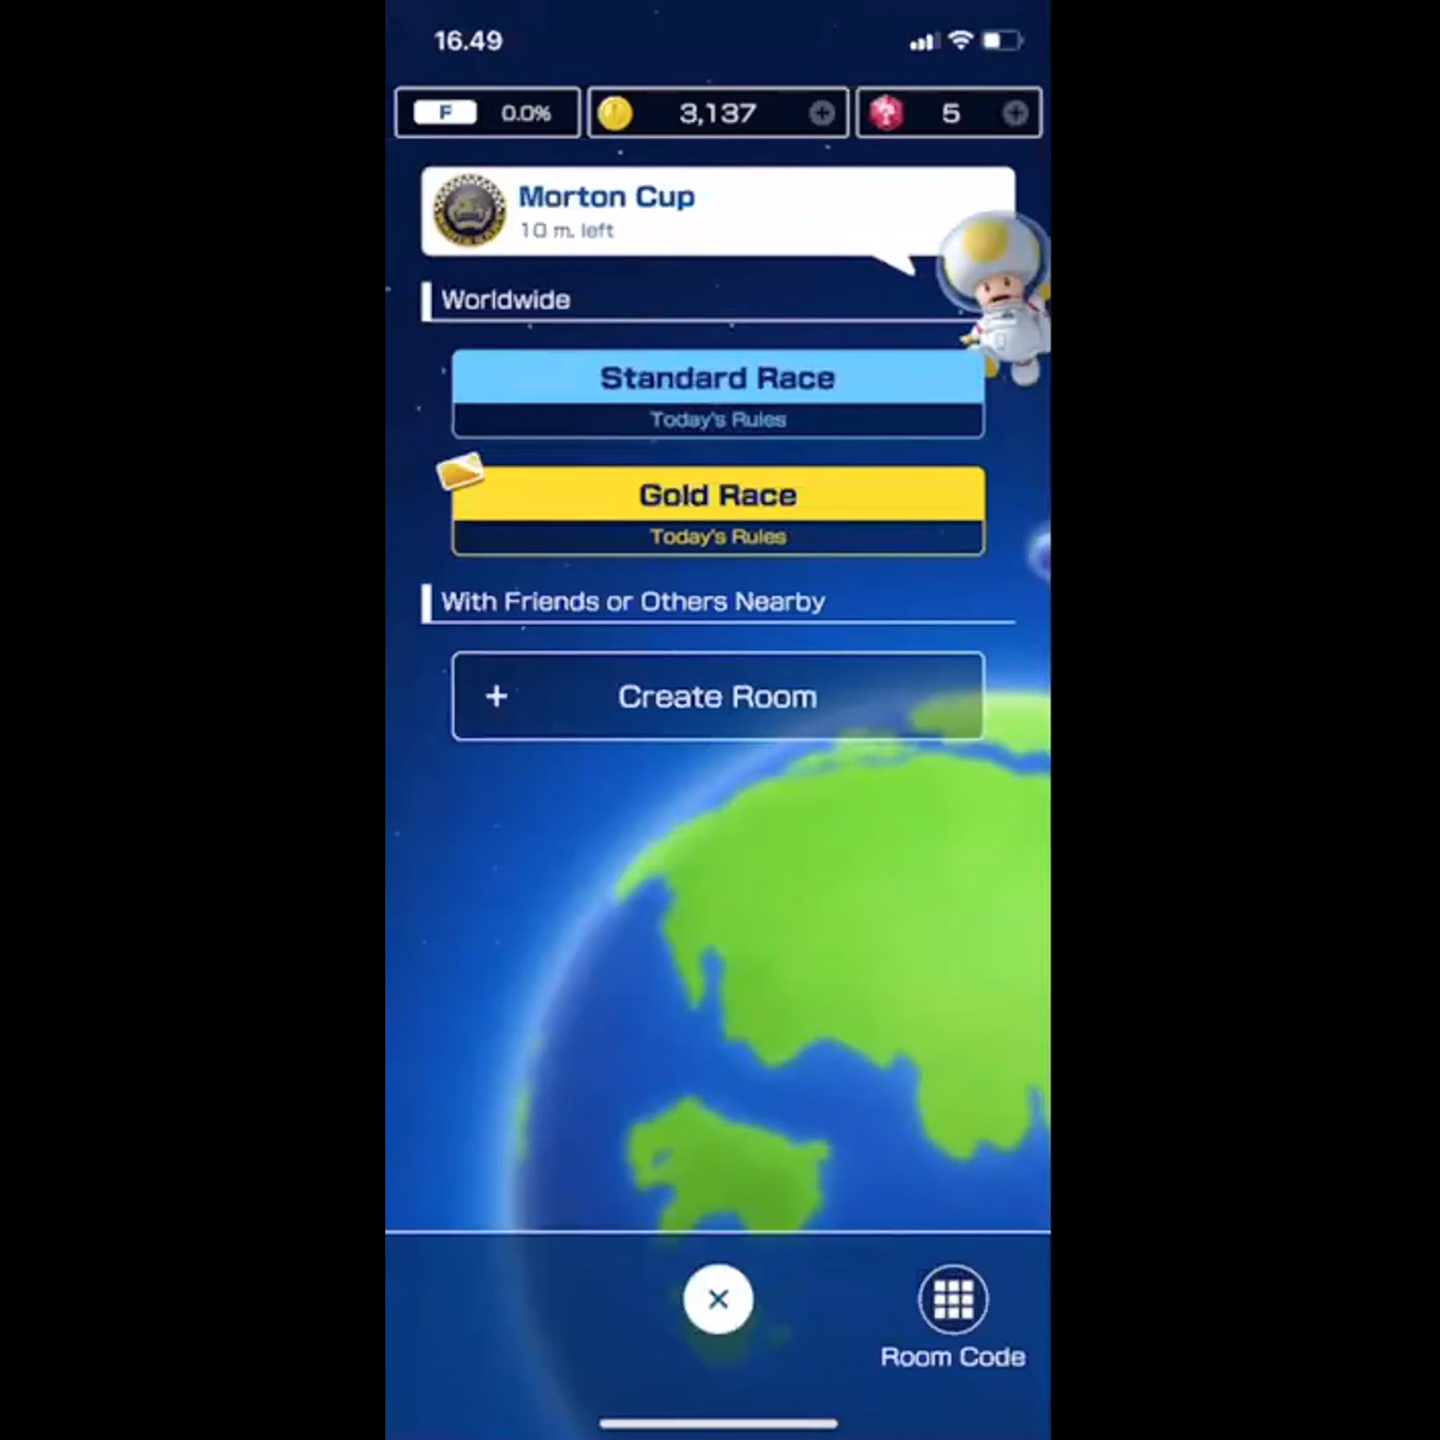 16.49
F 0.0% 3,137 5
Morton Cup
10 m. left
Worldwide
Standard Race
Today's Rules
Gold Race
Today's Rules
With Friends or Others Nearby
+ Create Room
Room Code